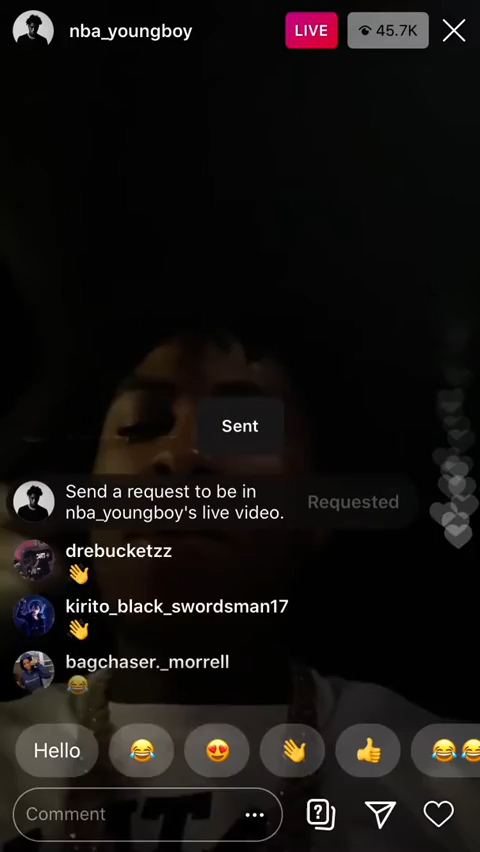 nba_youngboy
LIVE
45.7K
Sent
Send a request to be in
nba_youngboy's live video.
Requested
drebucketzz
👋
kirito_black_swordsman17
👋
bagchaser._morrell
😂
Hello 😂 😍 👋 👍 😂😂
Comment